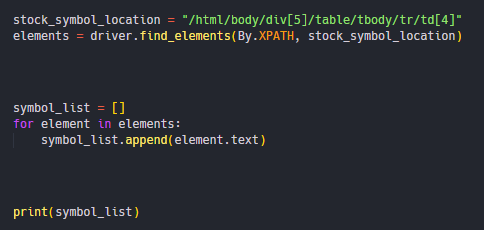 stock_symbol_location = "/html/body/div[5]/table/tbody/tr/td[4]"
elements = driver.find_elements(By.XPATH, stock_symbol_location)
symbol_list = []
for element in elements:
    symbol_list.append(element.text)
print(symbol_list)